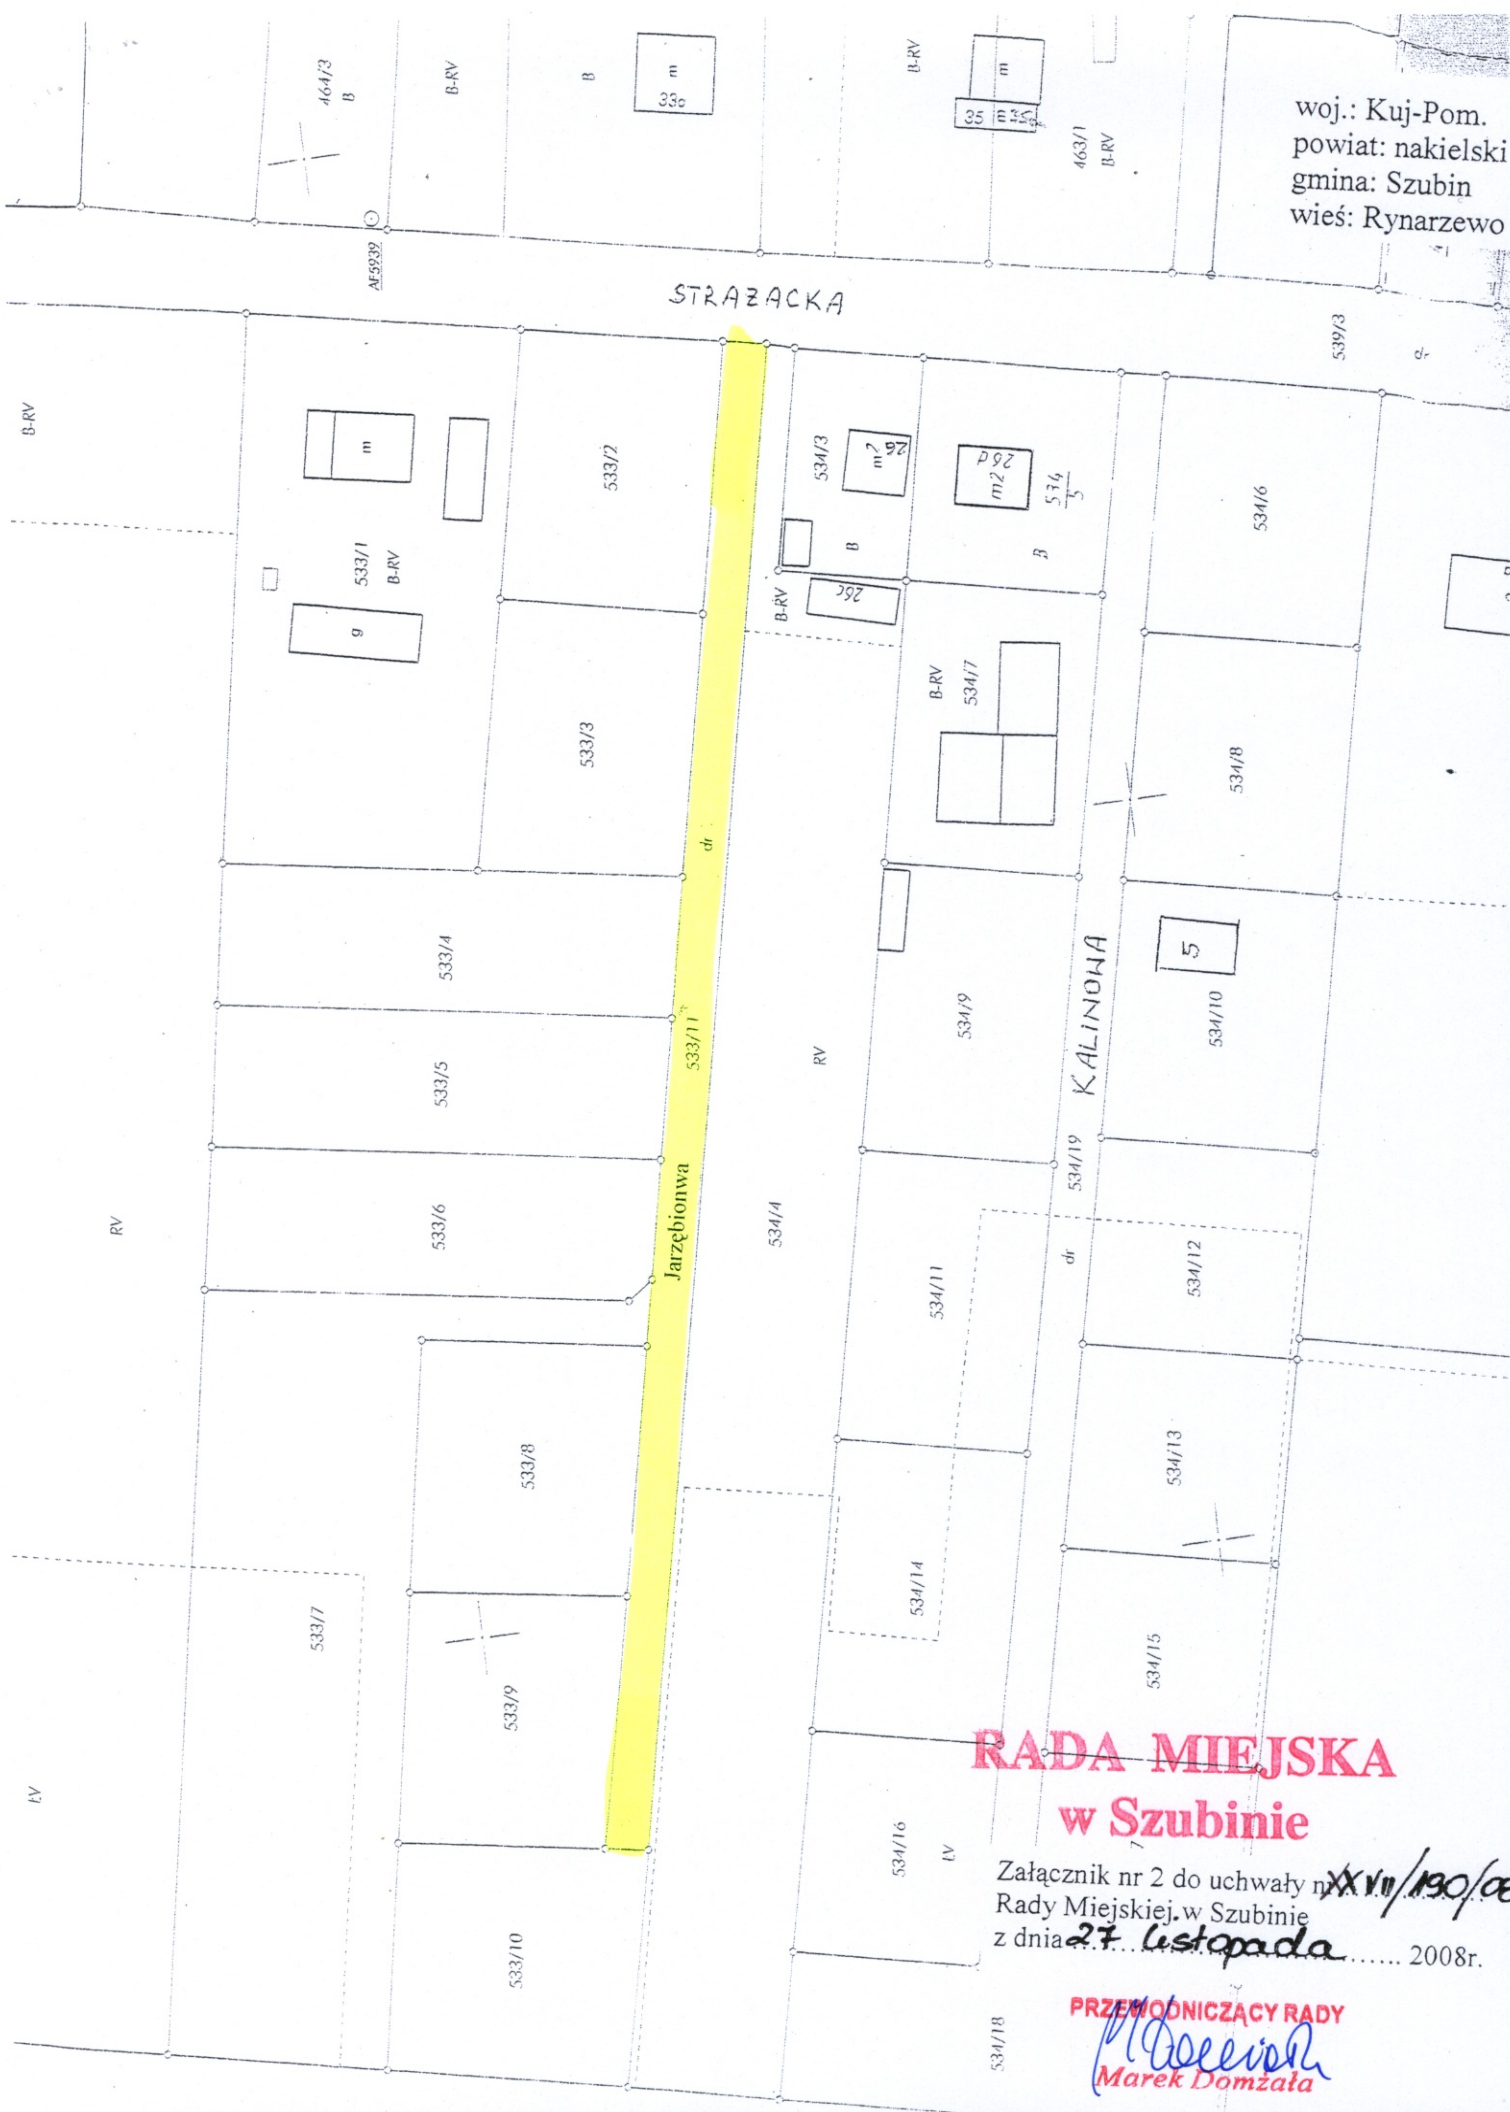 464/3
B
B-RV
B
m
33c
B-RV
m
35
463/1
B-RV
woj.: Kuj-Pom.
powiat: nakielski
gmina: Szubin
wieś: Rynarzewo
AF5939
STRAŻACKA
539/3
dr
B-RV
m
533/1
B-RV
g
533/2
533/3
534/3
m2
26
B
B-RV
26c
26d
m2
534
5
B
534/6
B-RV
534/7
534/8
dr
533/4
533/11
533/5
533/6
RV
534/9
KALINOWA
5
534/10
534/19
dr
RV
Jarzębionwa
534/4
534/11
534/12
533/8
534/13
533/7
533/9
534/14
534/15
ŁV
533/10
534/16
ŁV
534/18
RADA MIEJSKA
w Szubinie
Załącznik nr 2 do uchwały nr XXVII/190/08
Rady Miejskiej w Szubinie
z dnia 27 listopada 2008r.
PRZEWODNICZĄCY RADY
Marek Domżała